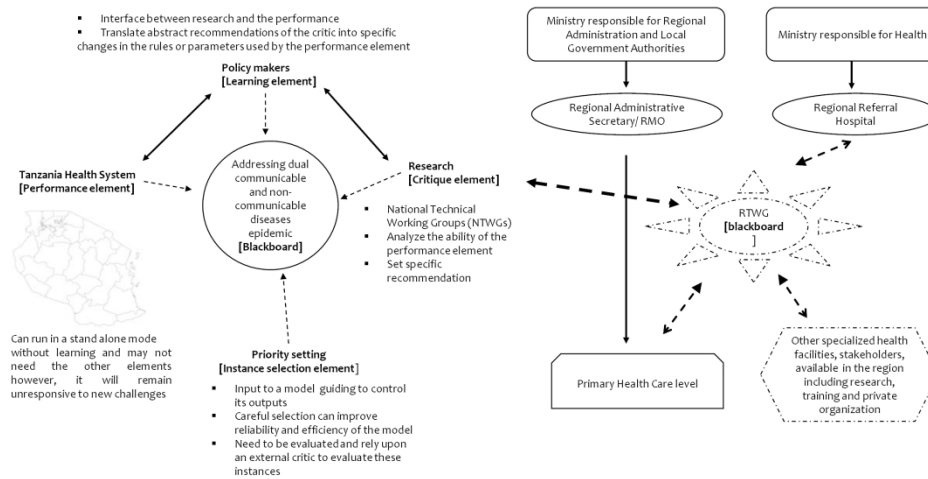 ▪ Interface between research and the performance
▪ Translate abstract recommendations of the critic into specific
changes in the rules or parameters used by the performance element
Policy makers
[Learning element]
Tanzania Health System
[Performance element]
Addressing dual
communicable
and non-
communicable
diseases
epidemic
[Blackboard]
Research
[Critique element]
▪ National Technical
Working Groups (NTWGs)
▪ Analyze the ability of the
performance element
▪ Set specific
recommendation
Can run in a stand alone mode
without learning and may not
need the other elements
however, it will remain
unresponsive to new challenges
Priority setting
[Instance selection element]
▪ Input to a model guiding to control
its outputs
▪ Careful selection can improve
reliability and efficiency of the model
▪ Need to be evaluated and rely upon
an external critic to evaluate these
instances
Ministry responsible for Regional
Administration and Local
Government Authorities
Ministry responsible for Health
Regional Administrative
Secretary/ RMO
Regional Referral
Hospital
RTWG
[blackboard
]
Primary Health Care level
Other specialized health
facilities, stakeholders,
available in the region
including research,
training and private
organization